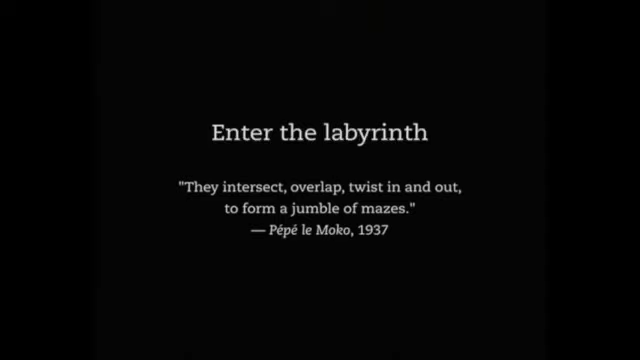 Enter the labyrinth
"They intersect, overlap, twist in and out,
to form a jumble of mazes."
— Pépé le Moko, 1937